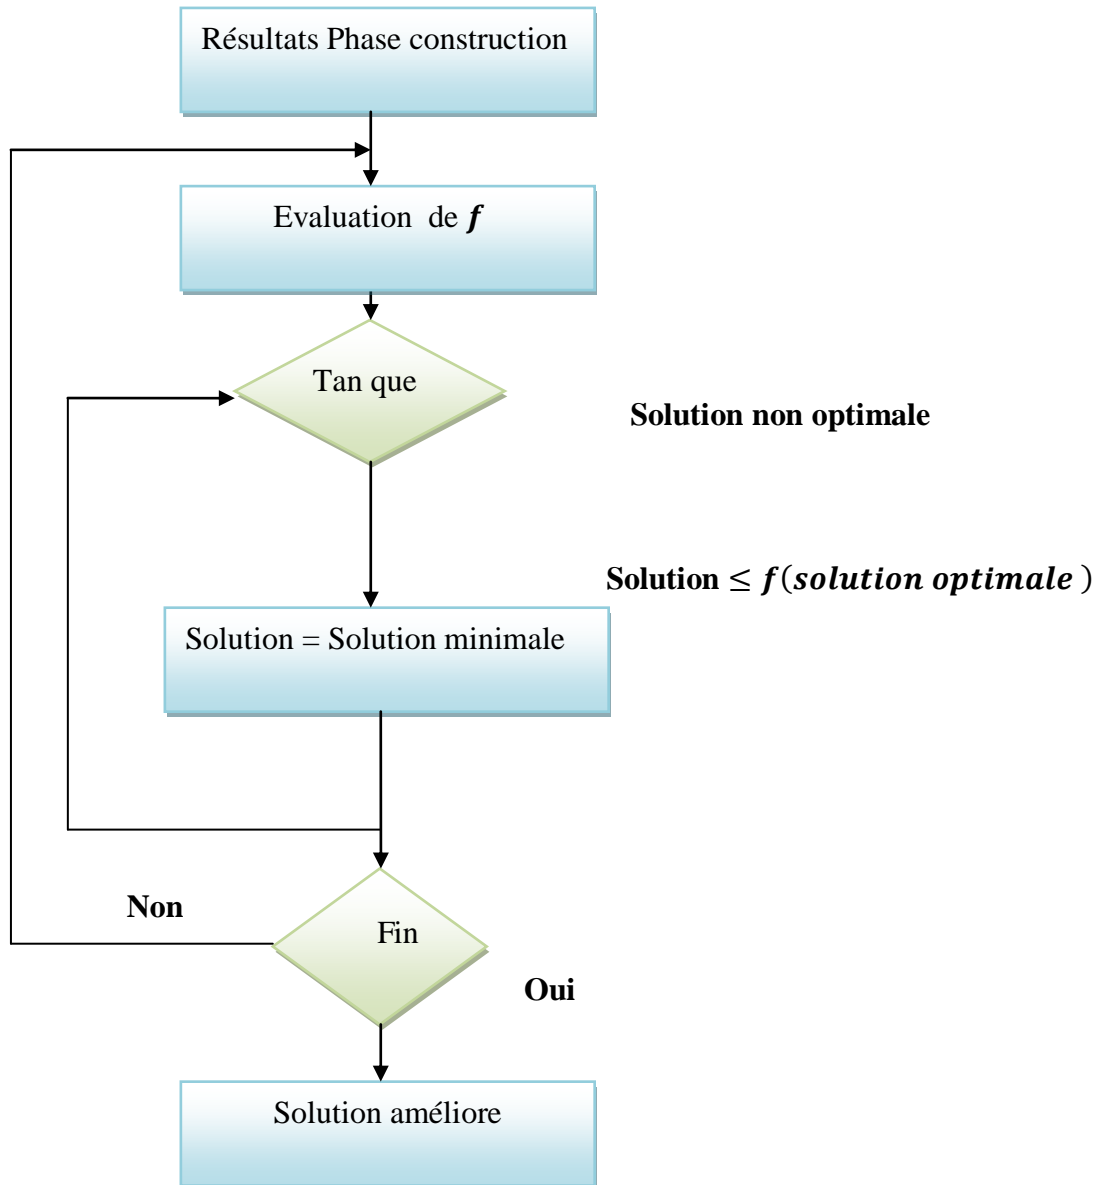 Résultats Phase construction
Evaluation de f
Tan que
Solution non optimale
Solution ≤ f(solution optimale )
Solution = Solution minimale
Non
Fin
Oui
Solution améliore